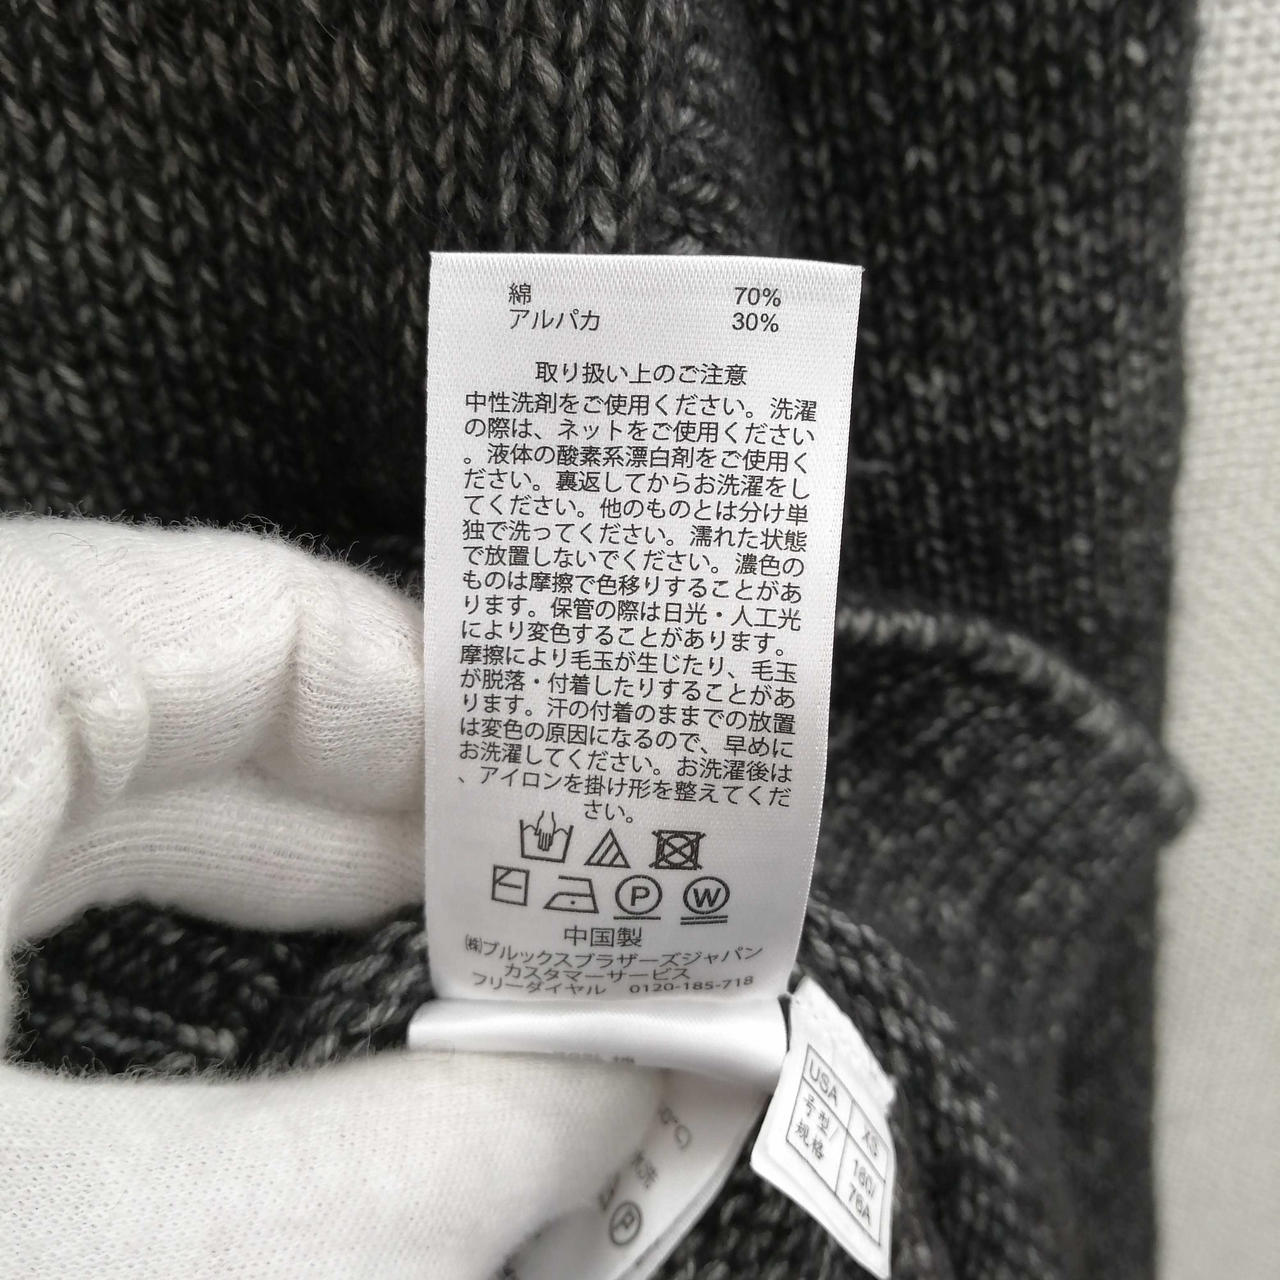 綿 70%
アルパカ 30%
取り扱い上のご注意
中性洗剤をご使用ください。洗濯
の際は、ネットをご使用ください
。液体の酸素系漂白剤をご使用く
ださい。裏返してからお洗濯をし
てください。他のものとは分け単
独で洗ってください。濡れた状態
で放置しないでください。濃色の
ものは摩擦で色移りすることがあ
ります。保管の際は日光・人工光
により変色することがあります。
摩擦により毛玉が生じたり、毛玉
が脱落・付着したりすることがあ
ります。汗の付着のままでの放置
は変色の原因になるので、早めに
お洗濯してください。お洗濯後は
、アイロンを掛け形を整えてくだ
さい。
P W
中国製
㈱ブルックスブラザーズジャパン
カスタマーサービス
フリーダイヤル 0120-185-718
USA XS
号型/ 160/
规格 76A
水洗
P